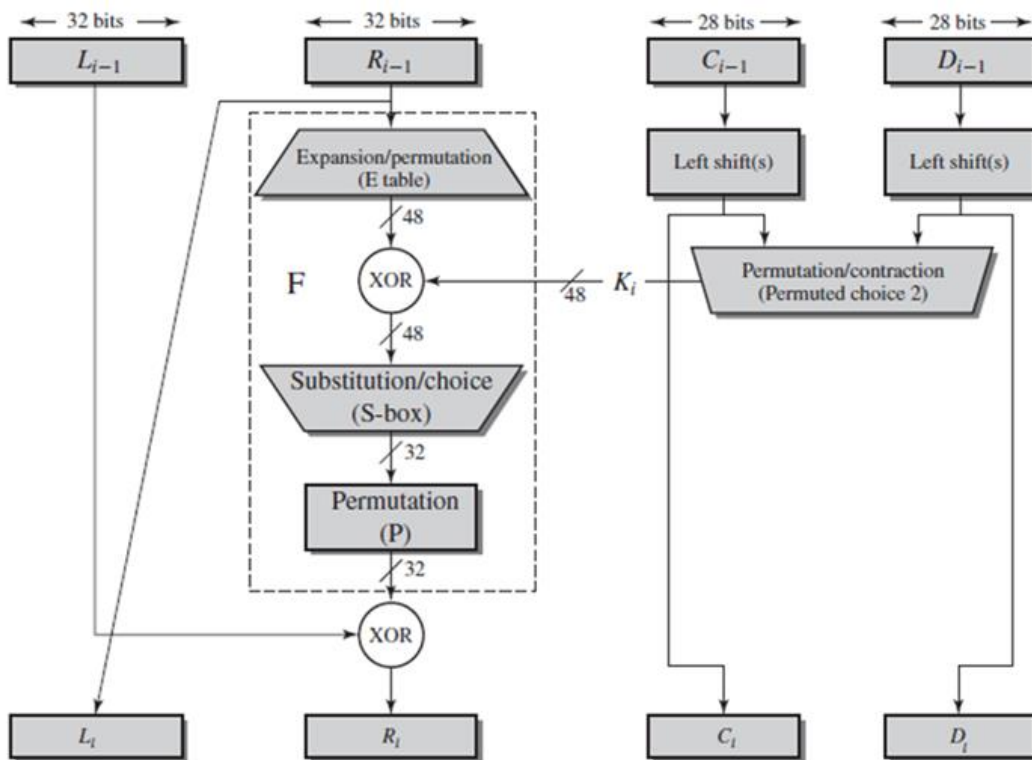 32 bits
32 bits
28 bits
28 bits
L_{i−1}
R_{i−1}
C_{i−1}
D_{i−1}
Expansion/permutation
(E table)
Left shift(s)
Left shift(s)
48
F
XOR
48
K_i
Permutation/contraction
(Permuted choice 2)
48
Substitution/choice
(S-box)
32
Permutation
(P)
32
XOR
L_i
R_i
C_i
D_i